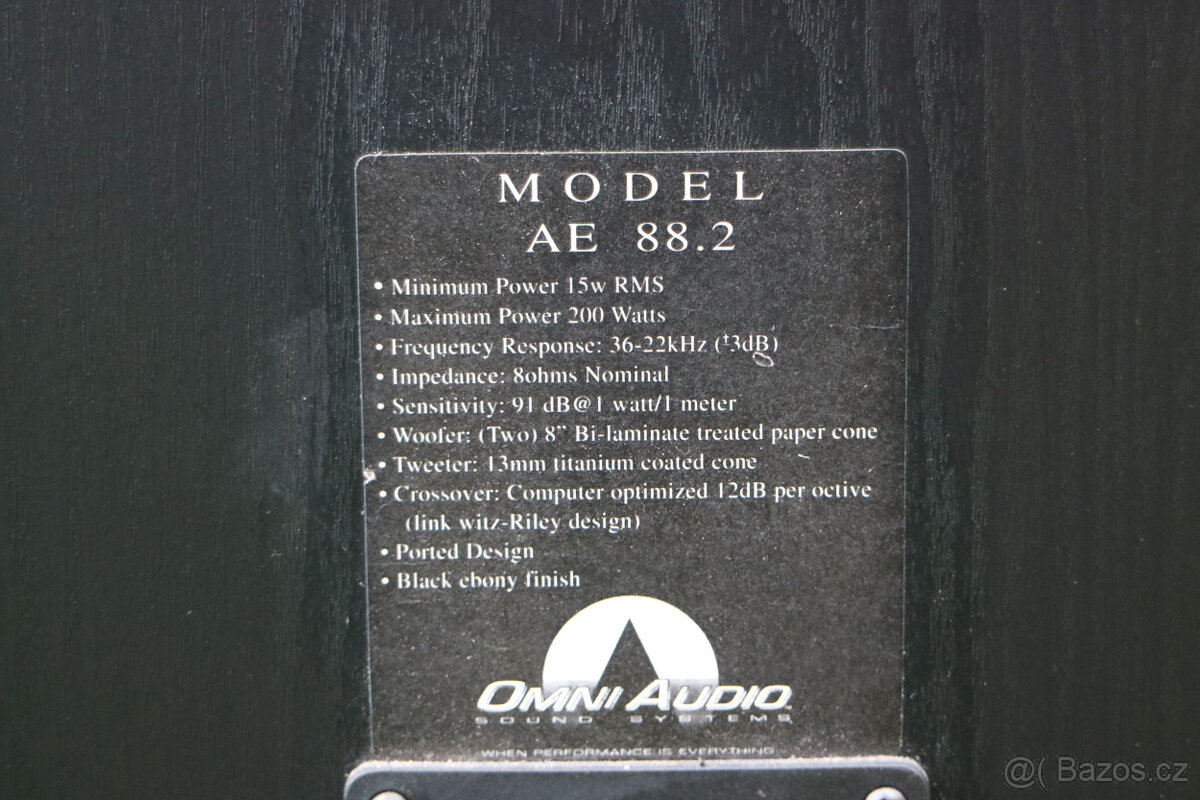 MODEL
AE 88.2
• Minimum Power 15w RMS
• Maximum Power 200 Watts
• Frequency Response: 36-22kHz (‡3dB)
• Impedance: 8ohms Nominal
• Sensitivity: 91 dB@1 watt/1 meter
• Woofer: (Two) 8” Bi-laminate treated paper cone
• Tweeter: 13mm titanium coated cone
• Crossover: Computer optimized 12dB per octive
(link witz-Riley design)
• Ported Design
• Black ebony finish
OMNI AUDIO
SOUND SYSTEMS
WHEN PERFORMANCE IS EVERYTHING
@( Bazos.cz